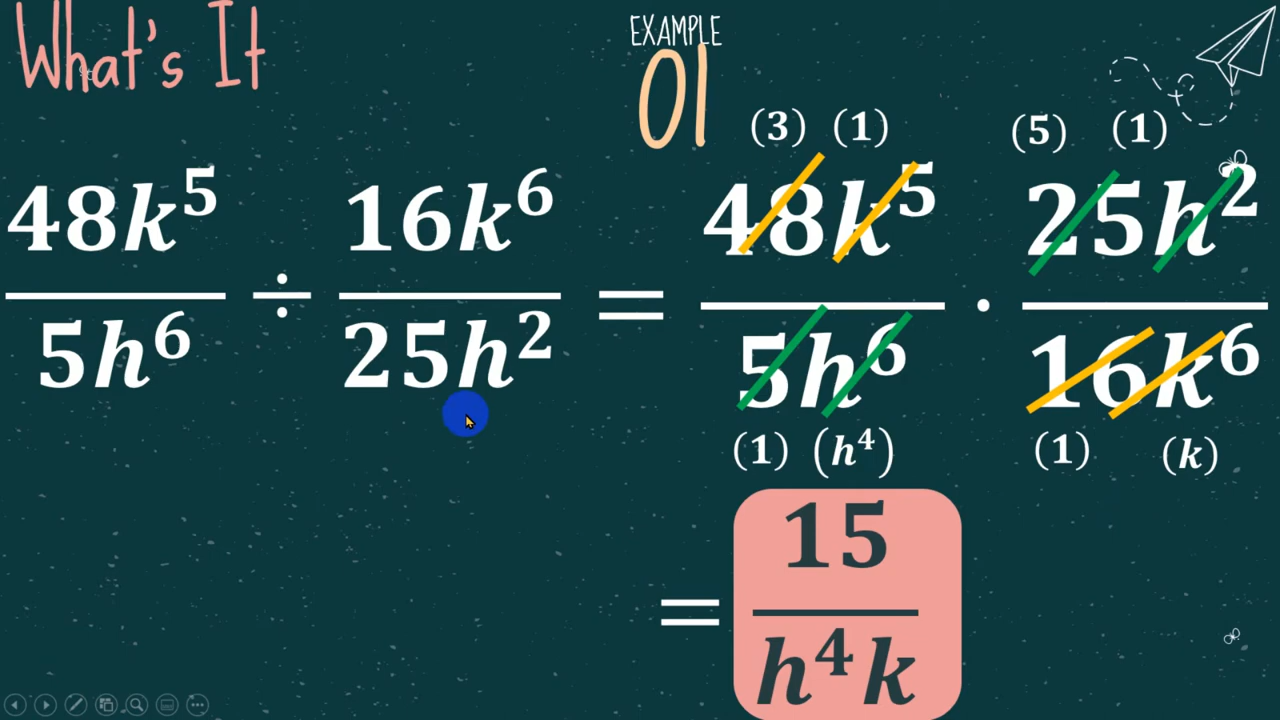 What's It
EXAMPLE
01
48k⁵ / 5h⁶ ÷ 16k⁶ / 25h² = 48k⁵ / 5h⁶ · 25h² / 16k⁶
(3) (1) (5) (1)
(1) (h⁴) (1) (k)
= 15 / h⁴k